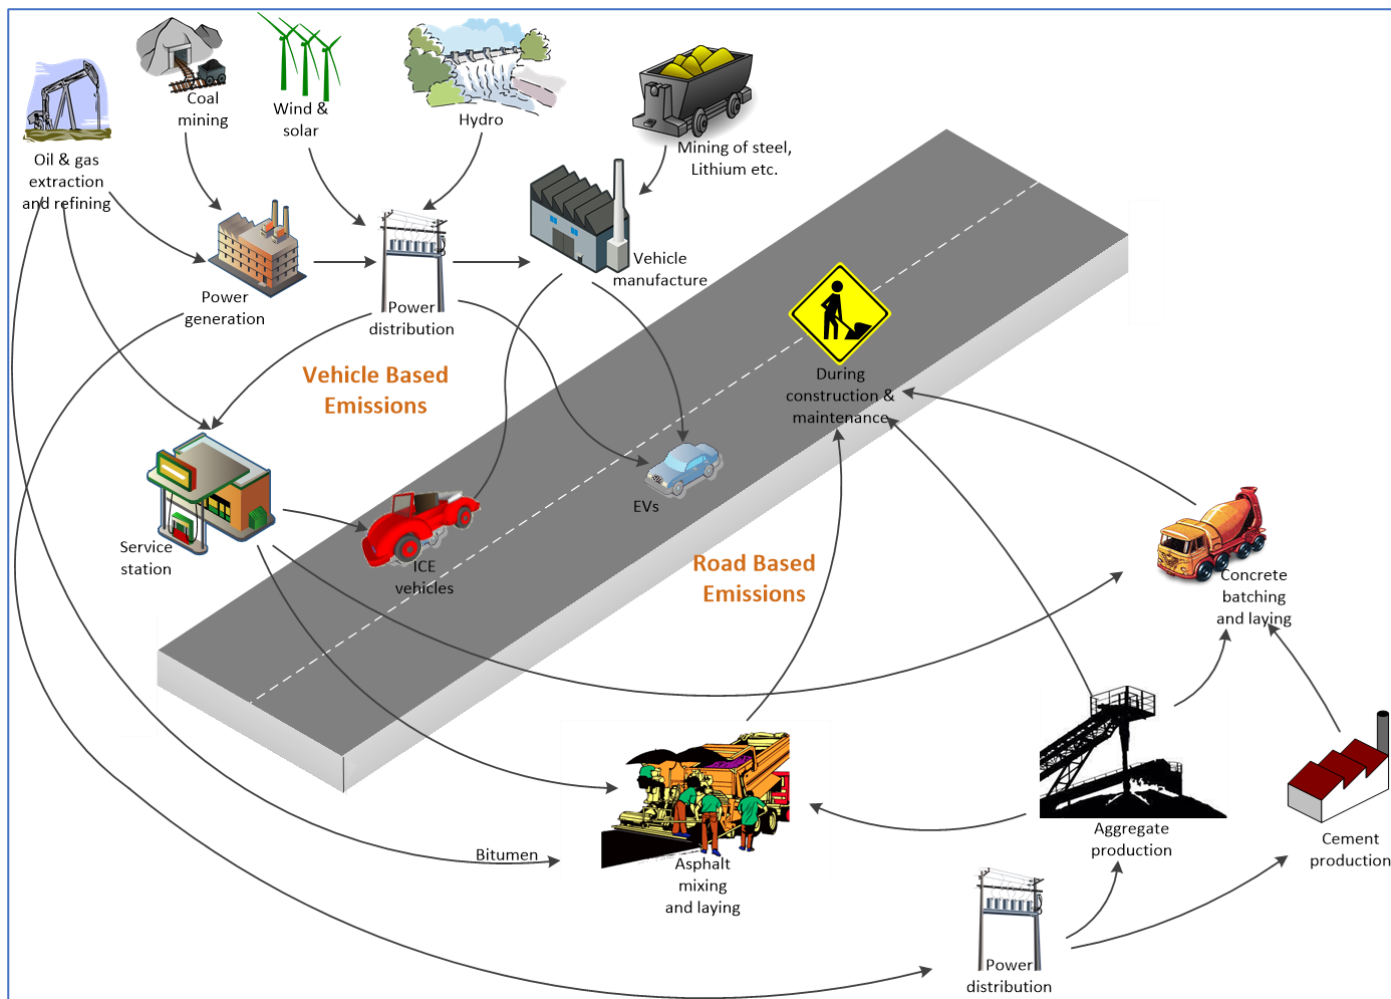 Coal
mining
Wind &
solar
Hydro
Mining of steel,
Lithium etc.
Oil & gas
extraction
and refining
Vehicle
manufacture
Power
generation
Power
distribution
Vehicle Based
Emissions
During
construction &
maintenance
EVs
Service
station
ICE
vehicles
Road Based
Emissions
Concrete
batching
and laying
Aggregate
production
Cement
production
Bitumen
Asphalt
mixing
and laying
Power
distribution